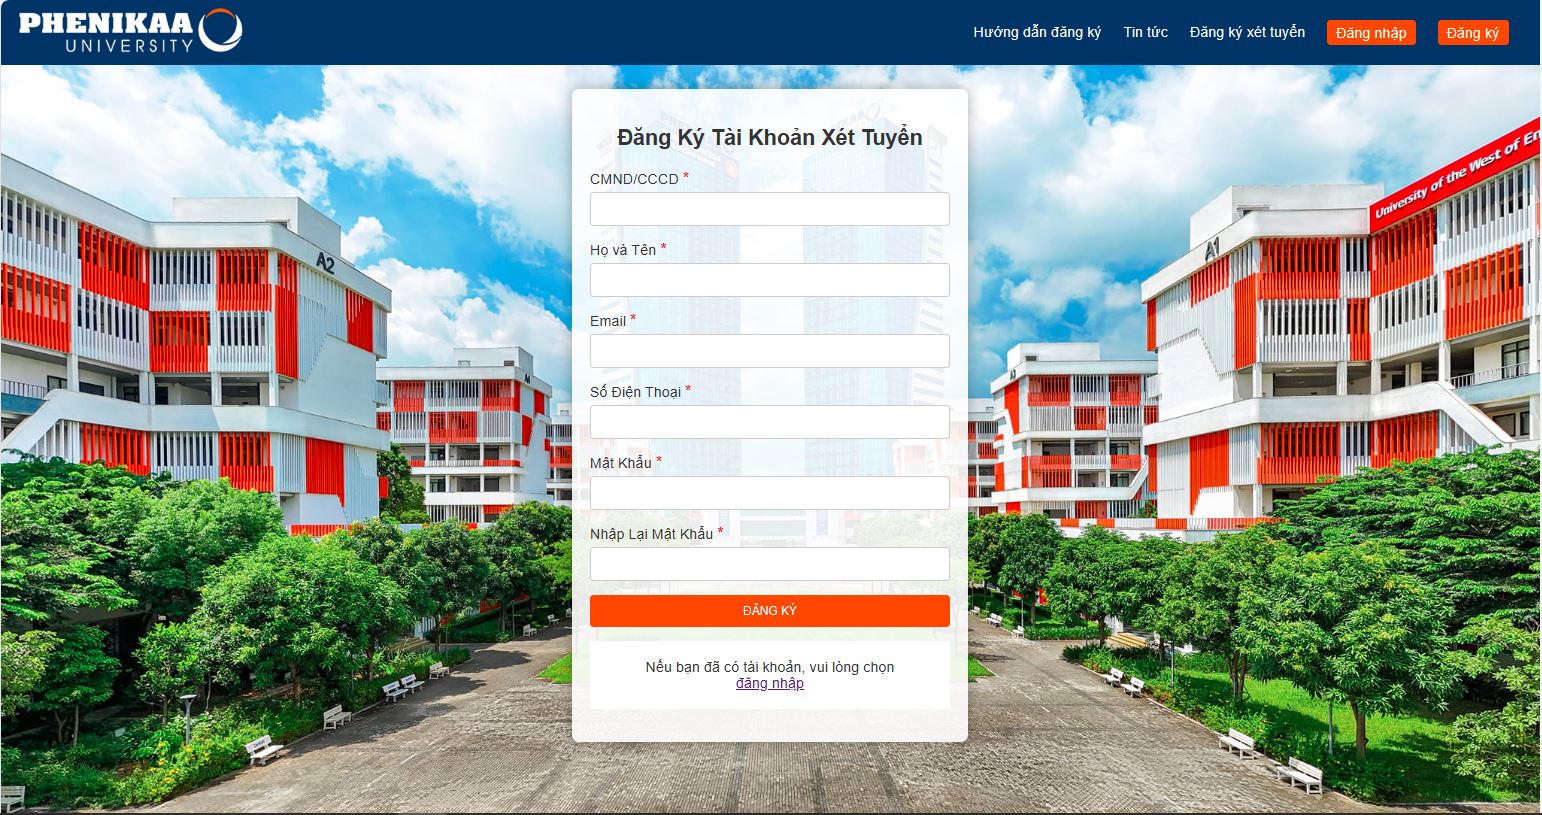 PHENIKAA
UNIVERSITY
Hướng dẫn đăng ký
Tin tức
Đăng ký xét tuyển
Đăng nhập
Đăng ký
Đăng Ký Tài Khoản Xét Tuyển
CMND/CCCD *
Họ và Tên *
Email *
Số Điện Thoại *
Mật Khẩu *
Nhập Lại Mật Khẩu *
ĐĂNG KÝ
Nếu bạn đã có tài khoản, vui lòng chọn
đăng nhập
A2
A1
University of the West of En